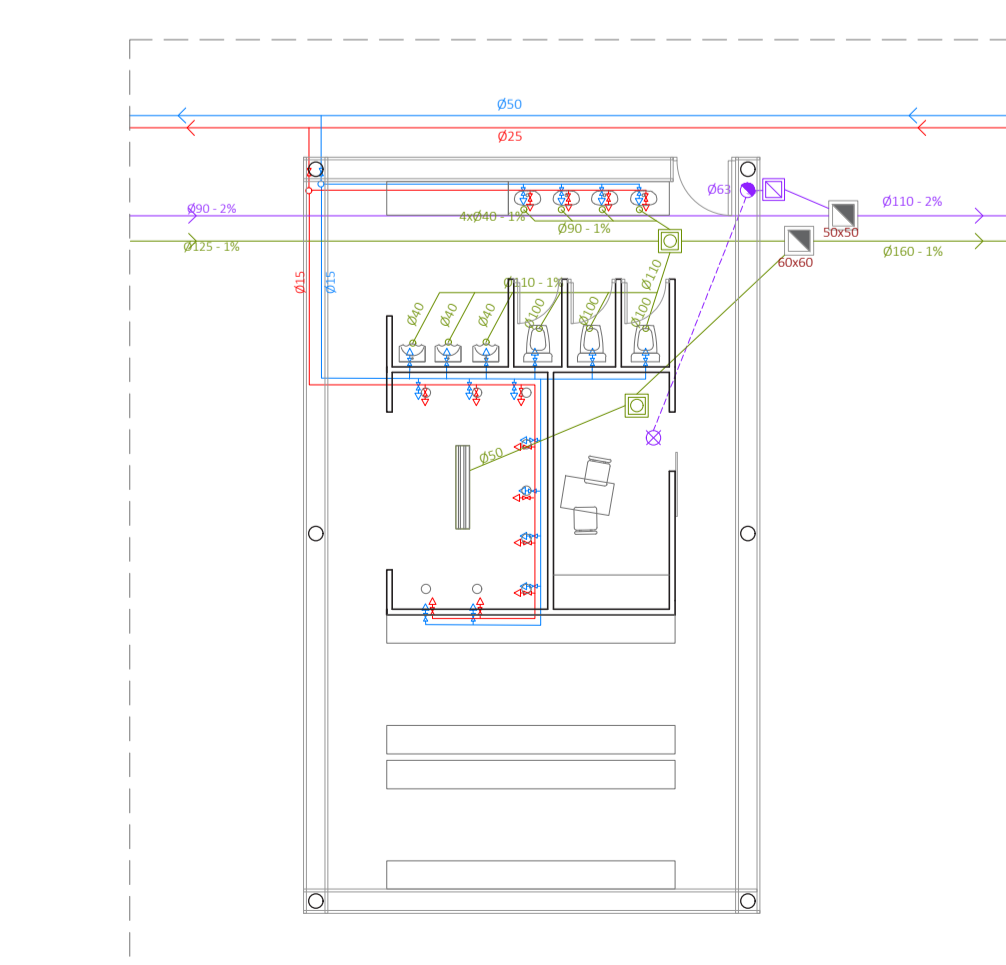 Ø50
Ø25
Ø63
Ø90 - 2%
Ø110 - 2%
4xØ40 - 1%
Ø90 - 1%
50x50
Ø125 - 1%
Ø160 - 1%
60x60
Ø15
Ø15
Ø110 - 1%
Ø110
Ø40
Ø40
Ø40
Ø100
Ø100
Ø100
Ø50